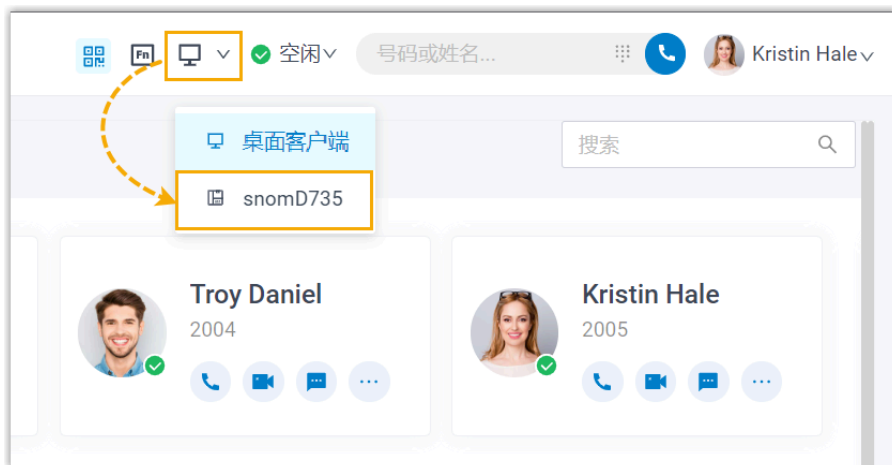 Fn
空闲
号码或姓名...
Kristin Hale
桌面客户端
搜索
snomD735
Troy Daniel
2004
Kristin Hale
2005